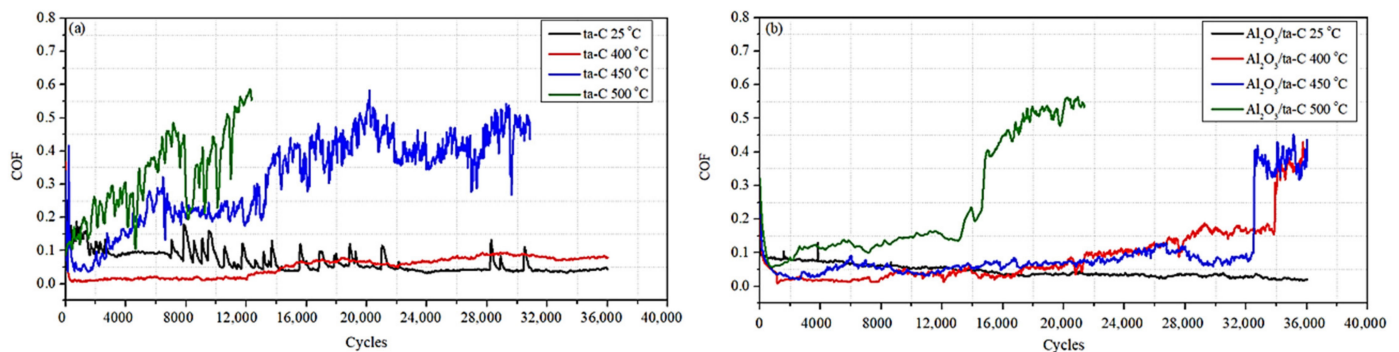 0.8
0.7
0.6
0.5
0.4
0.3
0.2
0.1
0.0
COF
(a)
ta-C 25 °C
ta-C 400 °C
ta-C 450 °C
ta-C 500 °C
0 4000 8000 12,000 16,000 20,000 24,000 28,000 32,000 36,000 40,000
Cycles
0.8
0.7
0.6
0.5
0.4
0.3
0.2
0.1
0.0
COF
(b)
Al₂O₃/ta-C 25 °C
Al₂O₃/ta-C 400 °C
Al₂O₃/ta-C 450 °C
Al₂O₃/ta-C 500 °C
0 4000 8000 12,000 16,000 20,000 24,000 28,000 32,000 36,000 40,000
Cycles